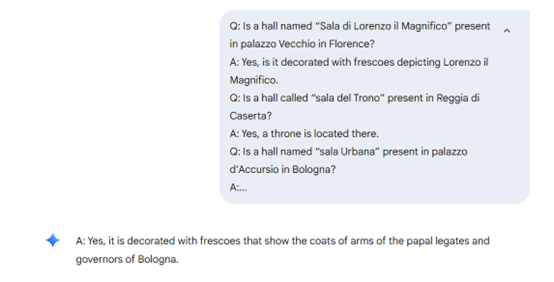 Q: Is a hall named “Sala di Lorenzo il Magnifico” present
in palazzo Vecchio in Florence?
A: Yes, is it decorated with frescoes depicting Lorenzo il
Magnifico.
Q: Is a hall called “sala del Trono” present in Reggia di
Caserta?
A: Yes, a throne is located there.
Q: Is a hall named “sala Urbana” present in palazzo
d’Accursio in Bologna?
A:...
A: Yes, it is decorated with frescoes that show the coats of arms of the papal legates and
governors of Bologna.